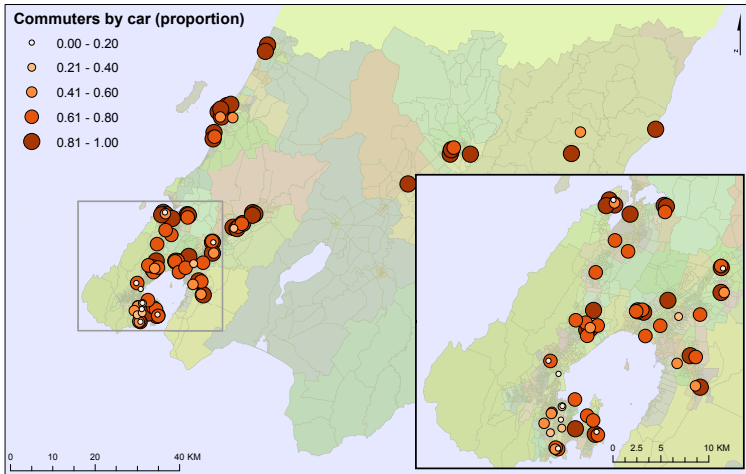 Commuters by car (proportion)
0.00 - 0.20
0.21 - 0.40
0.41 - 0.60
0.61 - 0.80
0.81 - 1.00
z
0 10 20 40 KM
0 2.5 5 10 KM